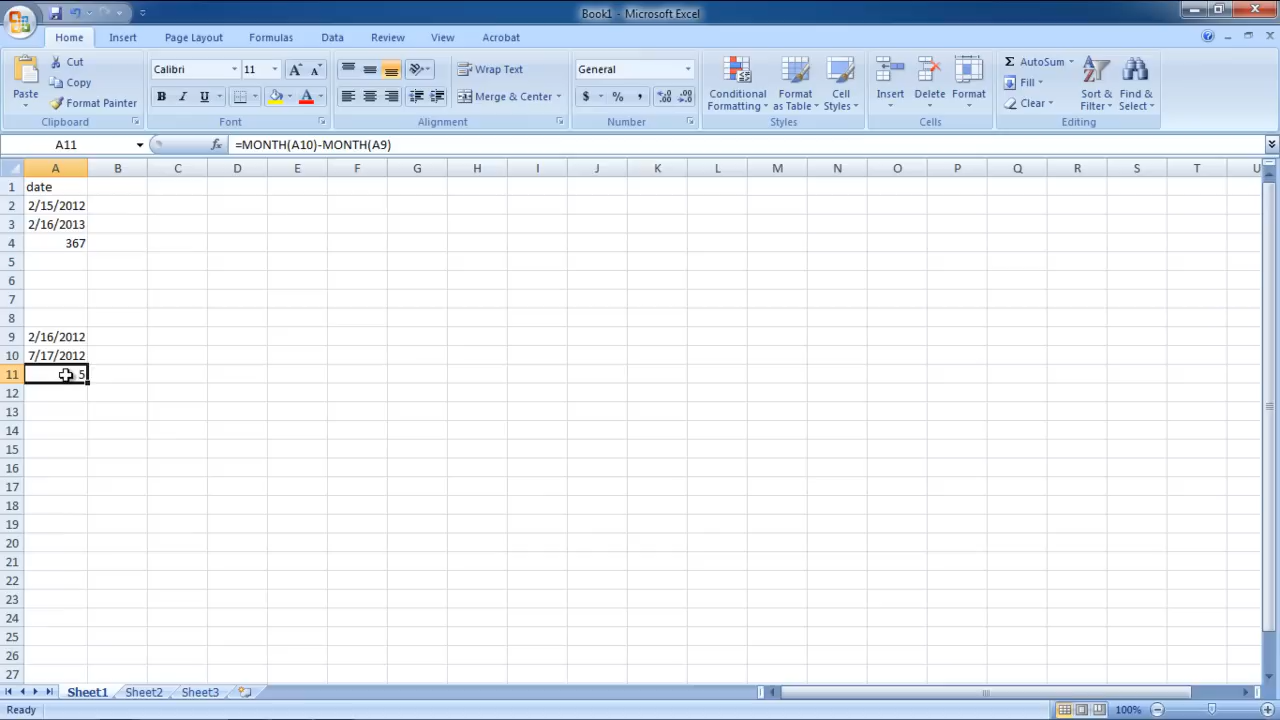 Book1 - Microsoft Excel
Home Insert Page Layout Formulas Data Review View Acrobat
Paste
Cut
Copy
Format Painter
Clipboard
Calibri 11 A A
B I U A
Font
Wrap Text
Merge & Center
Alignment
General
$ % , .0 .00 .00 .0
Number
Conditional Formatting
Format as Table
Cell Styles
Styles
Insert Delete Format
Cells
Σ AutoSum
Fill
Clear
Sort & Filter
Find & Select
Editing
A11 fx =MONTH(A10)-MONTH(A9)
A B C D E F G H I J K L M N O P Q R S T U
1 date
2 2/15/2012
3 2/16/2013
4 367
5
6
7
8
9 2/16/2012
10 7/17/2012
11 5
12
13
14
15
16
17
18
19
20
21
22
23
24
25
26
27
Sheet1 Sheet2 Sheet3
Ready 100%